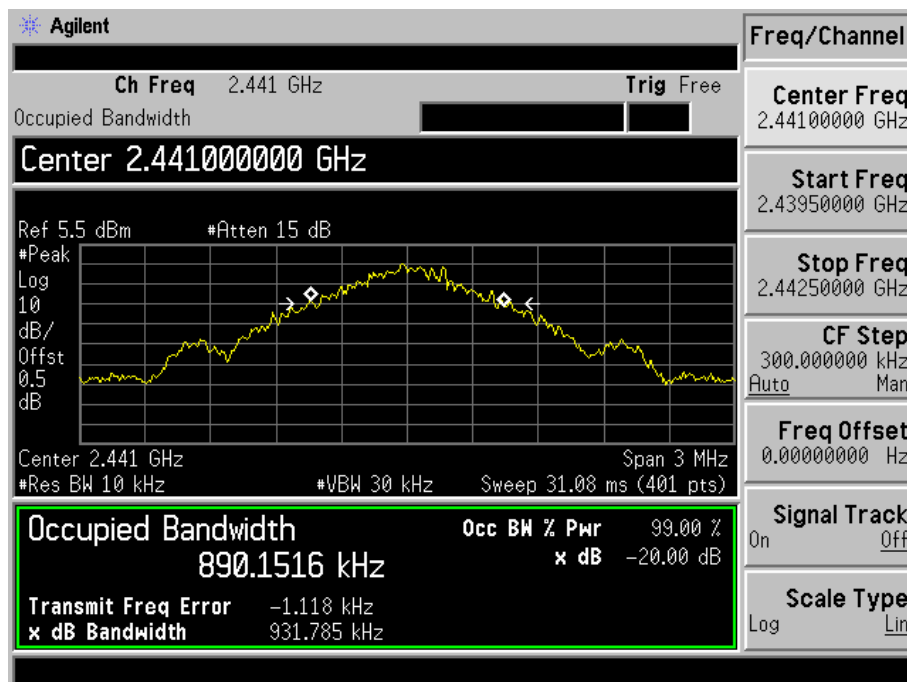 Agilent
Freq/Channel
Ch Freq 2.441 GHz Trig Free
Occupied Bandwidth
Center 2.441000000 GHz
Ref 5.5 dBm #Atten 15 dB
#Peak
Log
10
dB/
Offst
0.5
dB
Center 2.441 GHz Span 3 MHz
#Res BW 10 kHz #VBW 30 kHz Sweep 31.08 ms (401 pts)
Occupied Bandwidth Occ BW % Pwr 99.00 %
890.1516 kHz x dB -20.00 dB
Transmit Freq Error -1.118 kHz
x dB Bandwidth 931.785 kHz
Center Freq
2.44100000 GHz
Start Freq
2.43950000 GHz
Stop Freq
2.44250000 GHz
CF Step
300.000000 kHz
Auto Man
Freq Offset
0.00000000 Hz
Signal Track
On Off
Scale Type
Log Lin